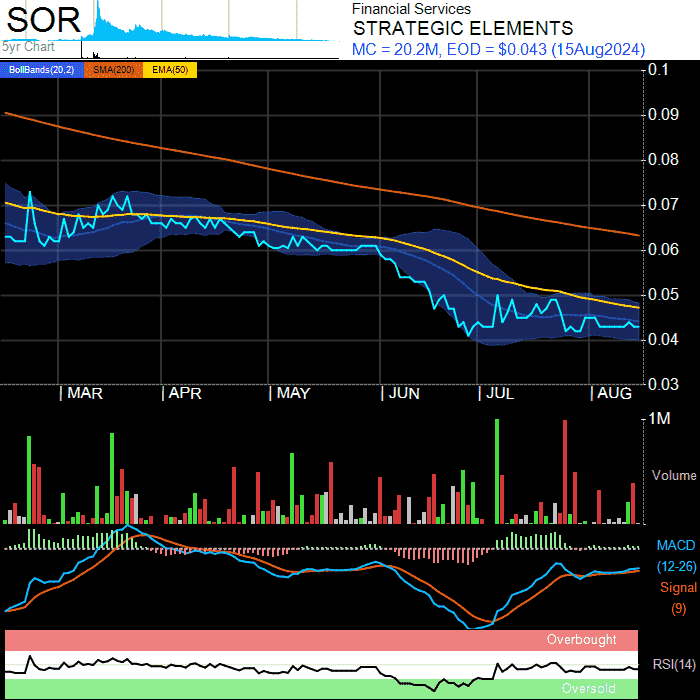 SOR
5yr Chart
Financial Services
STRATEGIC ELEMENTS
MC = 20.2M, EOD = $0.043 (15Aug2024)
BollBands(20,2) SMA(200) EMA(50)
0.1
0.09
0.08
0.07
0.06
0.05
0.04
0.03
MAR APR MAY JUN JUL AUG
1M
Volume
MACD
(12-26)
Signal
(9)
Overbought
RSI(14)
Oversold